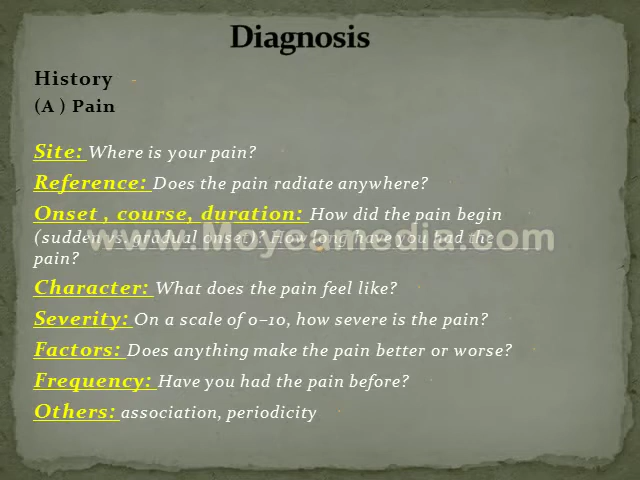 Diagnosis
History -
(A ) Pain
Site: Where is your pain?
Reference: Does the pain radiate anywhere?
Onset , course, duration: How did the pain begin
(sudden vs. gradual onset)? How long have you had the
pain?
www.Moyeamedia.com
Character: What does the pain feel like?
Severity: On a scale of 0–10, how severe is the pain?
Factors: Does anything make the pain better or worse?
Frequency: Have you had the pain before?
Others: association, periodicity